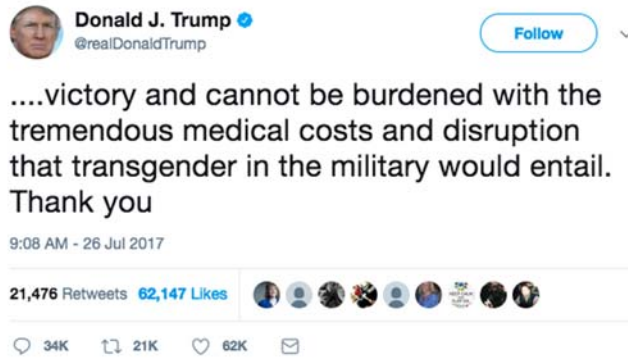 Donald J. Trump
@realDonaldTrump
Follow
....victory and cannot be burdened with the
tremendous medical costs and disruption
that transgender in the military would entail.
Thank you
9:08 AM - 26 Jul 2017
21,476 Retweets 62,147 Likes
34K 21K 62K